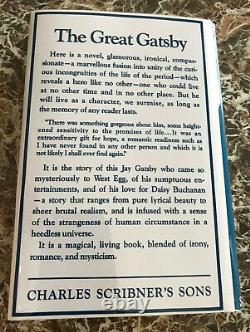 The Great Gatsby
Here is a novel, glamorous, ironical, compas-
sionate—a marvellous fusion into unity of the curi-
ous incongruities of the life of the period—which
reveals a hero like no other—one who could live
at no other time and in no other place. But he
will live as a character, we surmise, as long as
the memory of any reader lasts.
"There was something gorgeous about him, some height-
ened sensitivity to the promises of life....It was an
extraordinary gift for hope, a romantic readiness such as
I have never found in any other person and which it is
not likely I shall ever find again."
It is the story of this Jay Gatsby who came so
mysteriously to West Egg, of his sumptuous en-
tertainments, and of his love for Daisy Buchanan
—a story that ranges from pure lyrical beauty to
sheer brutal realism, and is infused with a sense
of the strangeness of human circumstance in a
heedless universe.
It is a magical, living book, blended of irony,
romance, and mysticism.
CHARLES SCRIBNER'S SONS